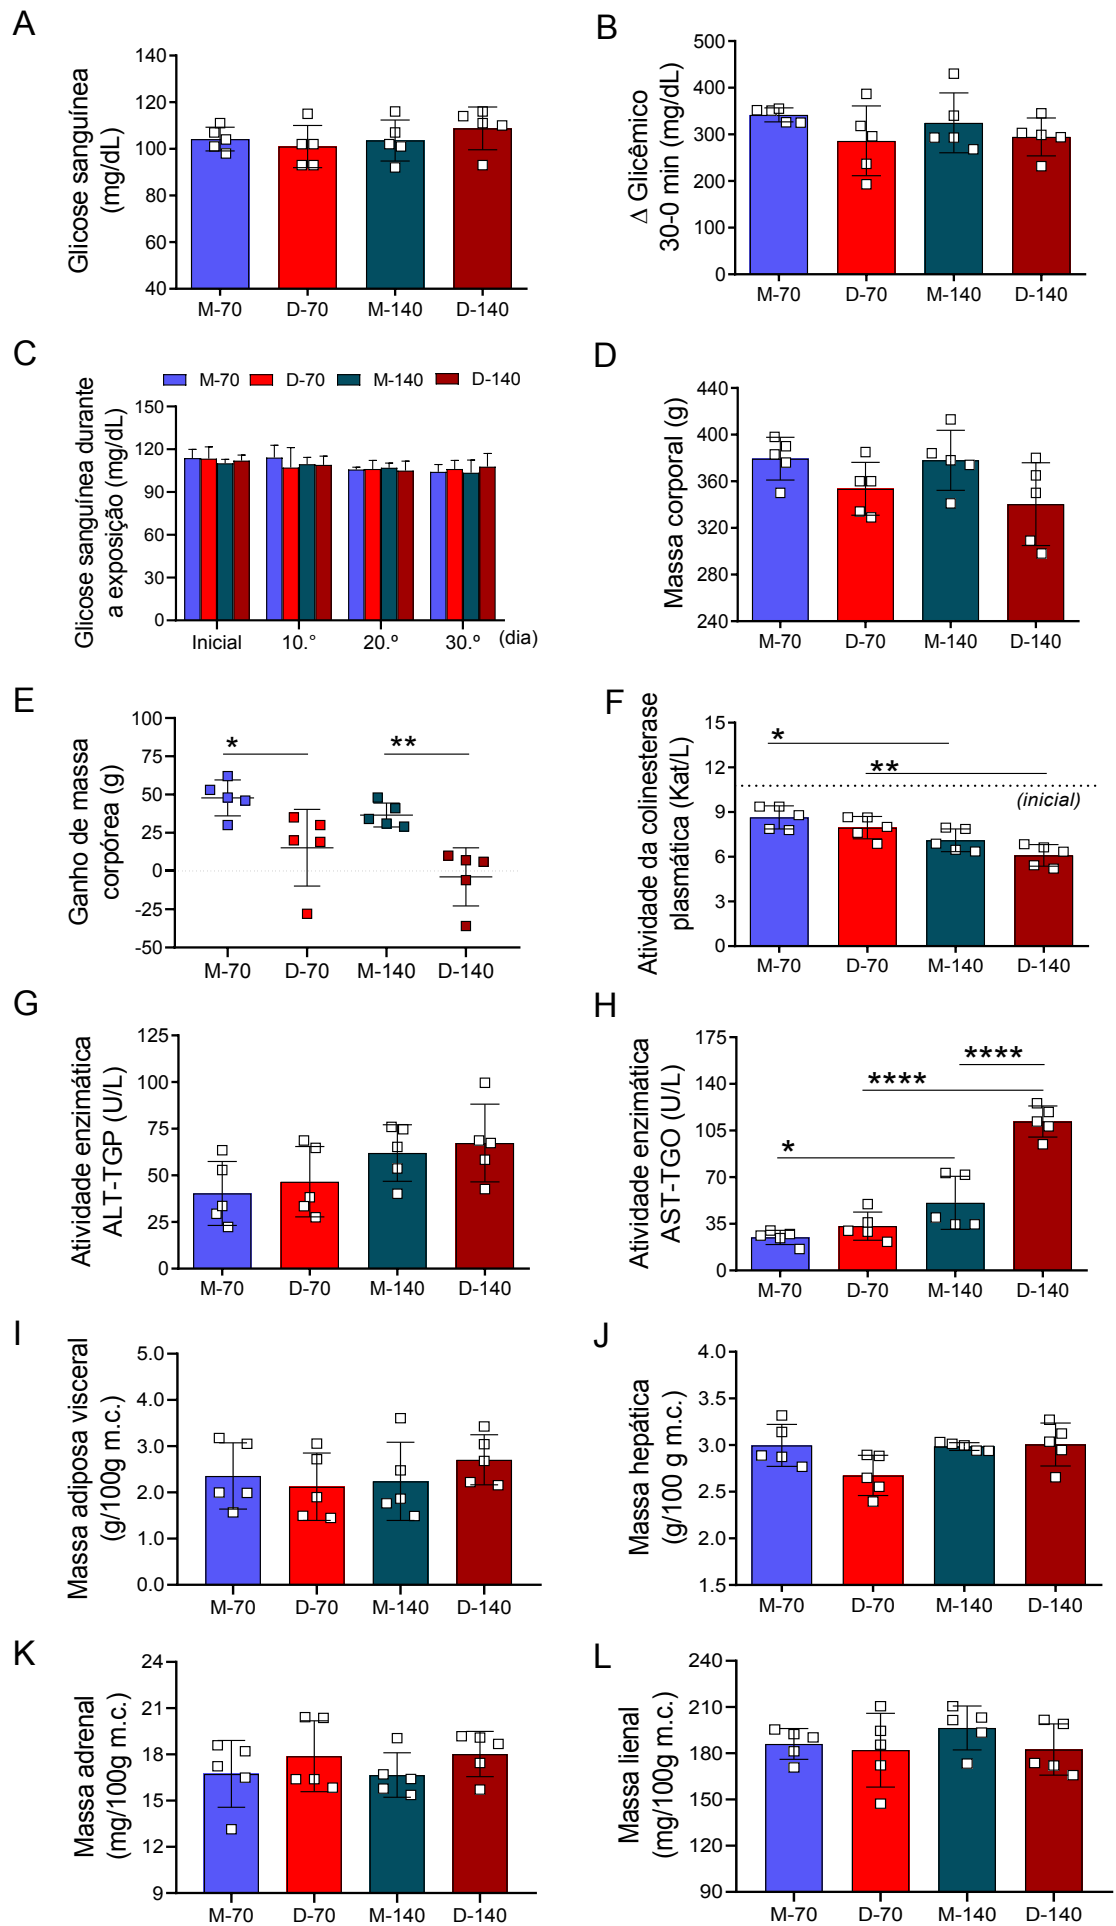 A
Glicose sanguínea
(mg/dL)
140
120
100
80
60
40
M-70 D-70 M-140 D-140
B
Δ Glicêmico
30-0 min (mg/dL)
500
400
300
200
100
0
M-70 D-70 M-140 D-140
C
M-70 D-70 M-140 D-140
Glicose sanguínea durante
a exposição (mg/dL)
150
120
90
60
30
0
Inicial 10.° 20.º 30.º (dia)
D
Massa corporal (g)
440
400
360
320
280
240
M-70 D-70 M-140 D-140
E
Ganho de massa
corpórea (g)
100
75
50
25
0
-25
-50
* **
M-70 D-70 M-140 D-140
F
Atividade da colinesterase
plasmática (Kat/L)
15
12
9
6
3
0
*
**
(inicial)
M-70 D-70 M-140 D-140
G
Atividade enzimática
ALT-TGP (U/L)
125
100
75
50
25
0
M-70 D-70 M-140 D-140
H
Atividade enzimática
AST-TGO (U/L)
175
140
105
70
35
0
****
****
*
M-70 D-70 M-140 D-140
I
Massa adiposa visceral
(g/100g m.c.)
5.0
4.0
3.0
2.0
1.0
0.0
M-70 D-70 M-140 D-140
J
Massa hepática
(g/100 g m.c.)
4.0
3.5
3.0
2.5
2.0
1.5
M-70 D-70 M-140 D-140
K
Massa adrenal
(mg/100g m.c.)
24
21
18
15
12
9
M-70 D-70 M-140 D-140
L
Massa lienal
(mg/100g m.c.)
240
210
180
150
120
90
M-70 D-70 M-140 D-140